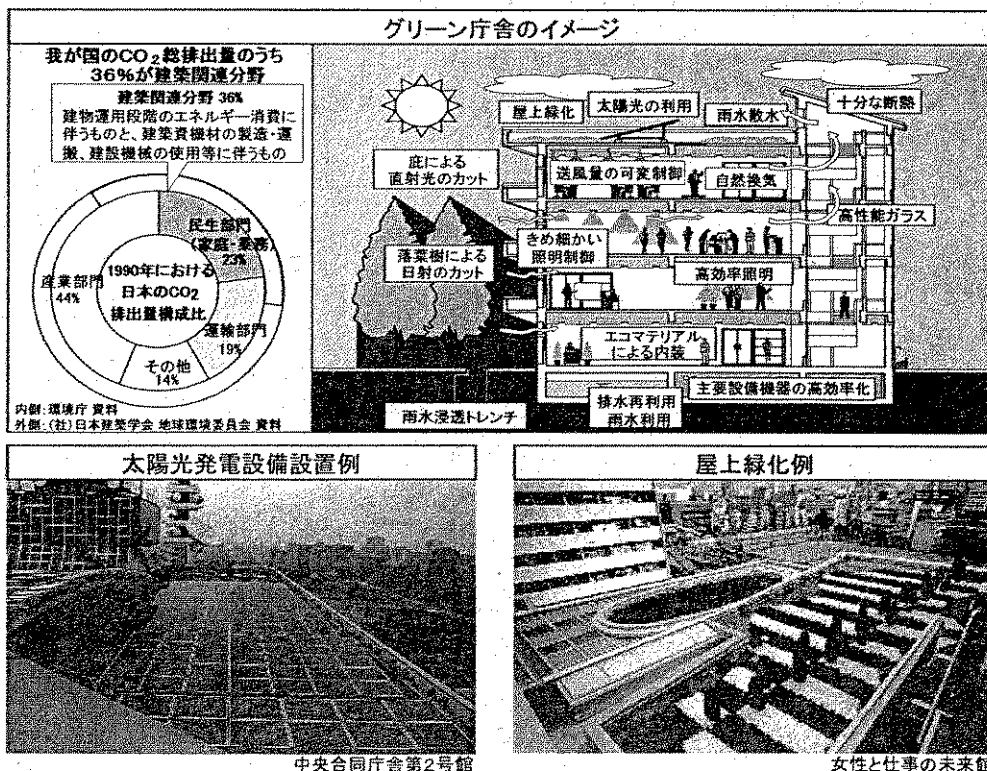 グリーン庁舎のイメージ
我が国のCO2総排出量のうち
36%が建築関連分野
建築関連分野 36%
建物運用段階のエネルギー消費に
伴うものと、建築資機材の製造・運
搬、建設機械の使用等に伴うもの
民生部門
(家庭・業務)
23%
産業部門
44%
1990年における
日本のCO2
排出量構成比
運輸部門
19%
その他
14%
内側:環境庁 資料
外側:(社)日本建築学会 地球環境委員会 資料
屋上緑化
太陽光の利用
雨水散水
十分な断熱
庇による
直射光のカット
送風量の可変制御
自然換気
高性能ガラス
落葉樹による
日射のカット
きめ細かい
照明制御
高効率照明
エコマテリアル
による内装
主要設備機器の高効率化
雨水浸透トレンチ
排水再利用
雨水利用
太陽光発電設備設置例
中央合同庁舎第2号館
屋上緑化例
女性と仕事の未来館